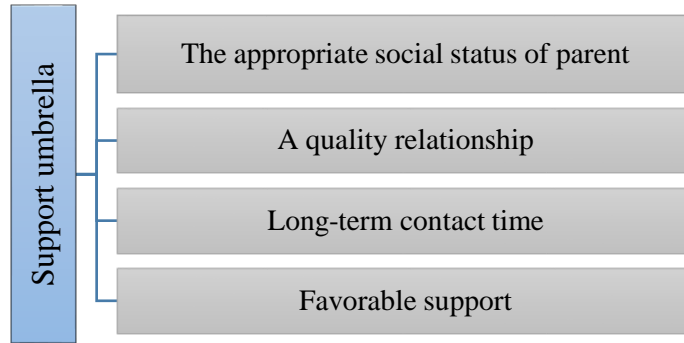 Support umbrella
The appropriate social status of parent
A quality relationship
Long-term contact time
Favorable support